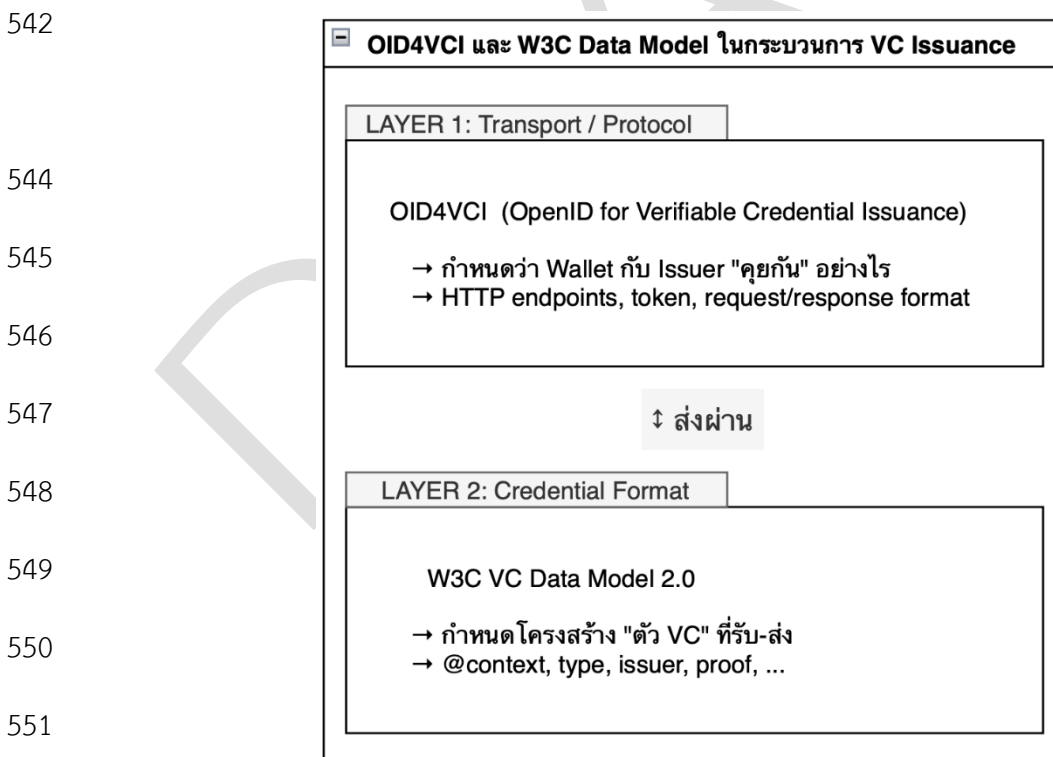 542
OID4VCI และ W3C Data Model ในกระบวนการ VC Issuance
LAYER 1: Transport / Protocol
544
OID4VCI (OpenID for Verifiable Credential Issuance)
545
→ กำหนดว่า Wallet กับ Issuer "คุยกัน" อย่างไร
→ HTTP endpoints, token, request/response format
546
547
↕ ส่งผ่าน
548
LAYER 2: Credential Format
549
W3C VC Data Model 2.0
550
→ กำหนดโครงสร้าง "ตัว VC" ที่รับ-ส่ง
→ @context, type, issuer, proof, ...
551